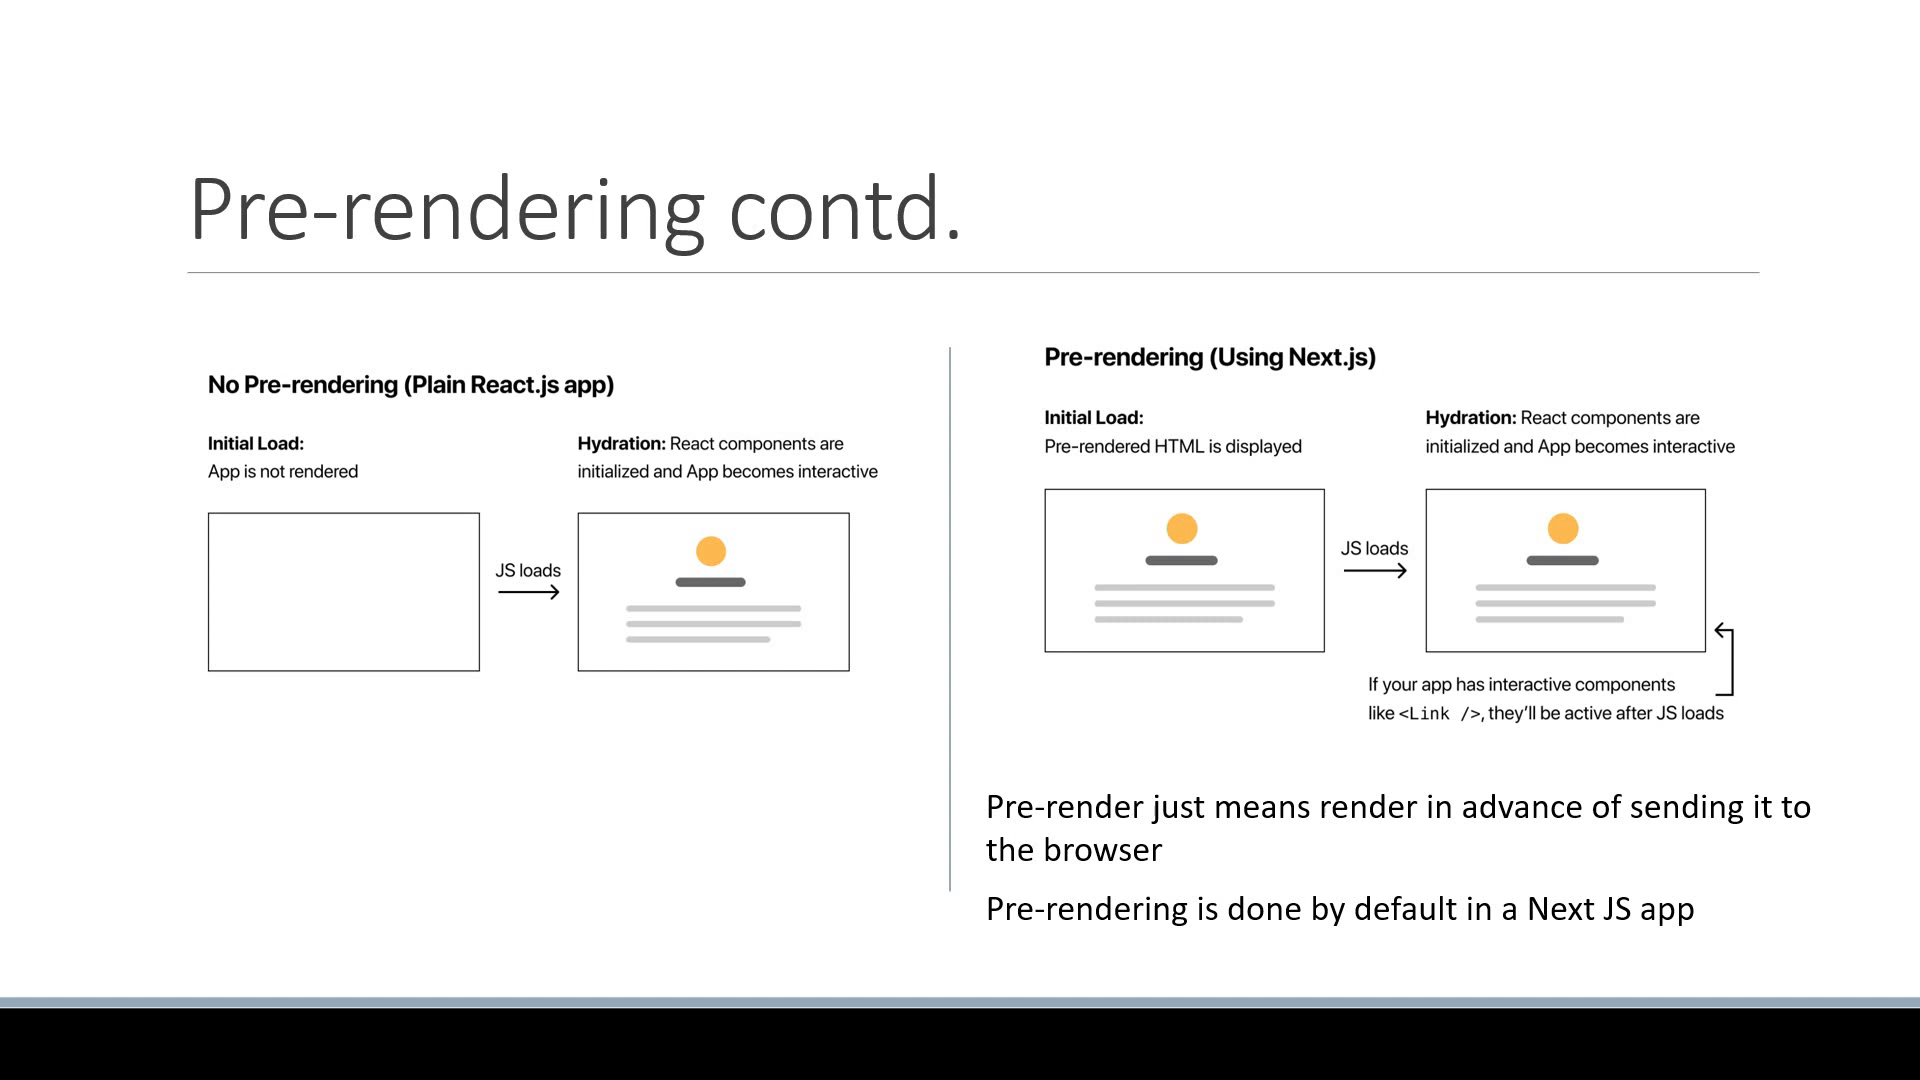 Pre-rendering contd.
No Pre-rendering (Plain React.js app)
Initial Load:
App is not rendered
Hydration: React components are
initialized and App becomes interactive
JS loads
Pre-rendering (Using Next.js)
Initial Load:
Pre-rendered HTML is displayed
Hydration: React components are
initialized and App becomes interactive
JS loads
If your app has interactive components
like <Link />, they’ll be active after JS loads
Pre-render just means render in advance of sending it to
the browser
Pre-rendering is done by default in a Next JS app